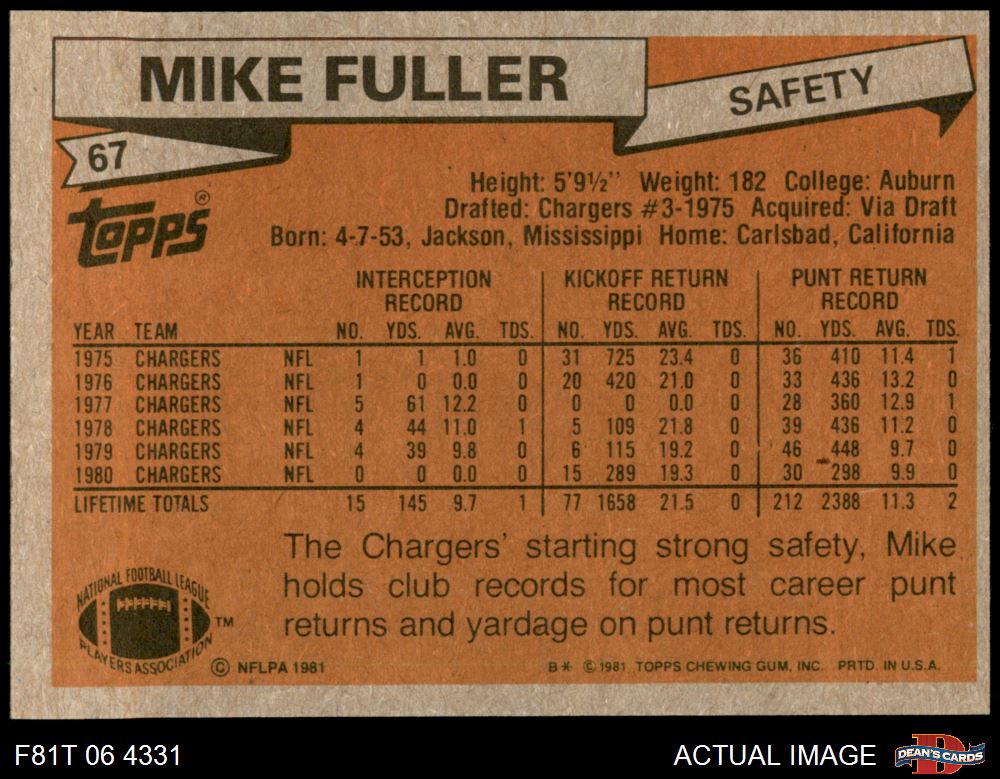 MIKE FULLER
SAFETY
67
TOPPS®
Height: 5'9½" Weight: 182 College: Auburn
Drafted: Chargers #3-1975 Acquired: Via Draft
Born: 4-7-53, Jackson, Mississippi Home: Carlsbad, California
INTERCEPTION RECORD KICKOFF RETURN RECORD PUNT RETURN RECORD
YEAR TEAM NO. YDS. AVG. TDS. NO. YDS. AVG. TDS. NO. YDS. AVG. TDS.
1975 CHARGERS NFL 1 1 1.0 0 31 725 23.4 0 36 410 11.4 1
1976 CHARGERS NFL 1 0 0.0 0 20 420 21.0 0 33 436 13.2 0
1977 CHARGERS NFL 5 61 12.2 0 0 0 0.0 0 28 360 12.9 1
1978 CHARGERS NFL 4 44 11.0 1 5 109 21.8 0 39 436 11.2 0
1979 CHARGERS NFL 4 39 9.8 0 6 115 19.2 0 46 448 9.7 0
1980 CHARGERS NFL 0 0 0.0 0 15 289 19.3 0 30 298 9.9 0
LIFETIME TOTALS 15 145 9.7 1 77 1658 21.5 0 212 2388 11.3 2
The Chargers' starting strong safety, Mike
holds club records for most career punt
returns and yardage on punt returns.
NATIONAL FOOTBALL LEAGUE
PLAYERS ASSOCIATION
™
© NFLPA 1981
B* © 1981 TOPPS CHEWING GUM, INC. PRTD. IN U.S.A.
F81T 06 4331
ACTUAL IMAGE
DEAN'S CARDS